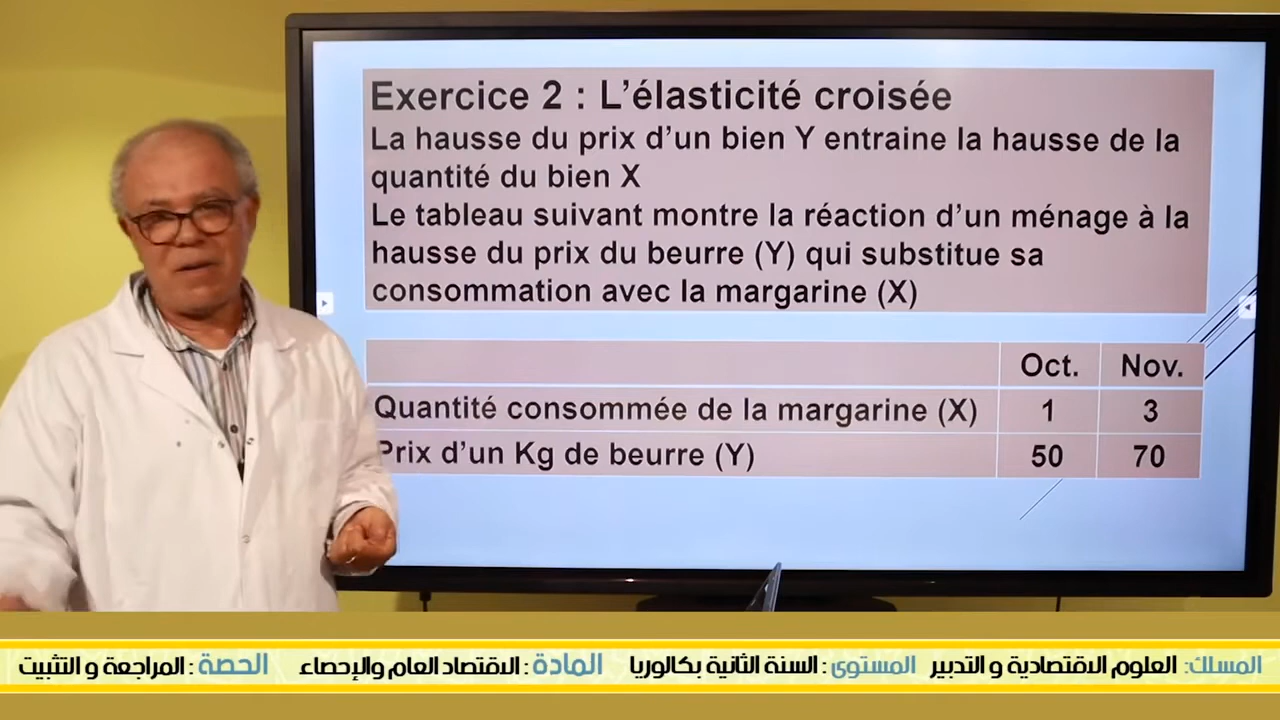 Exercice 2 : L'élasticité croisée
La hausse du prix d'un bien Y entraine la hausse de la
quantité du bien X
Le tableau suivant montre la réaction d'un ménage à la
hausse du prix du beurre (Y) qui substitue sa
consommation avec la margarine (X)
Oct. Nov.
Quantité consommée de la margarine (X) 1 3
Prix d'un Kg de beurre (Y) 50 70
المسلك: العلوم الاقتصادية و التدبير المستوى : السنة الثانية بكالوريا المادة : الاقتصاد العام والإحصاء الحصة : المراجعة و التثبيت